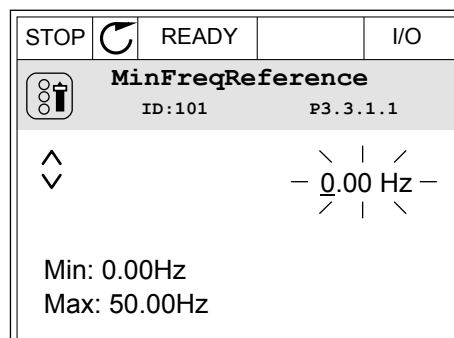 STOP READY I/O
MinFreqReference
ID:101 P3.3.1.1
0.00 Hz
Min: 0.00Hz
Max: 50.00Hz